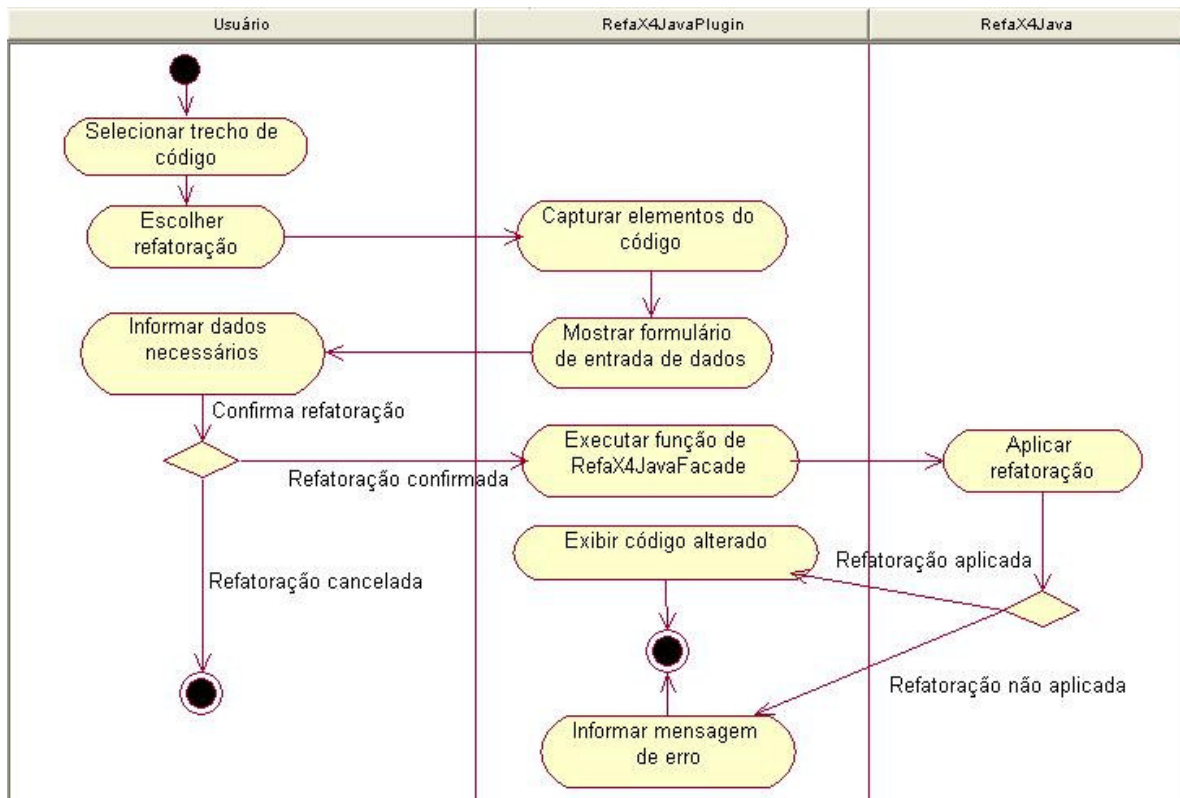 Usuário
RefaX4JavaPlugin
RefaX4Java
Selecionar trecho de
código
Escolher
refatoração
Capturar elementos do
código
Informar dados
necessários
Mostrar formulário
de entrada de dados
Confirma refatoração
Refatoração confirmada
Executar função de
RefaX4JavaFacade
Aplicar
refatoração
Exibir código alterado
Refatoração aplicada
Refatoração cancelada
Refatoração não aplicada
Informar mensagem
de erro